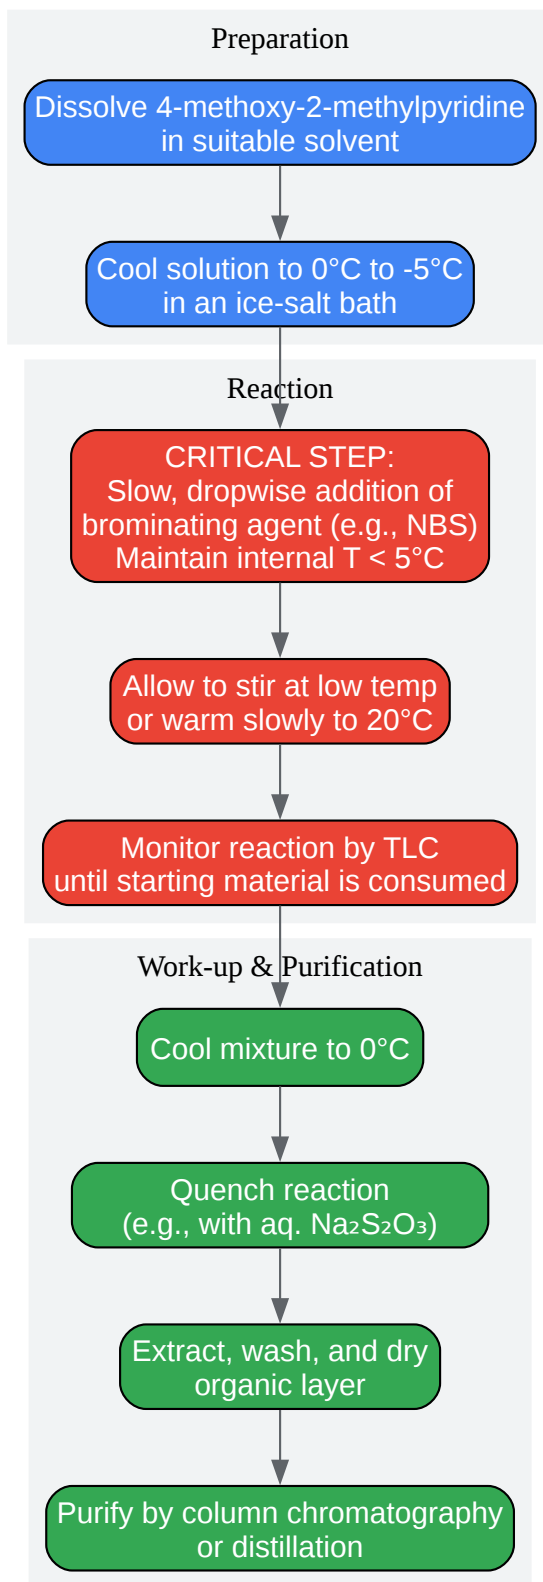 Preparation
Dissolve 4-methoxy-2-methylpyridine
in suitable solvent
Cool solution to 0°C to -5°C
in an ice-salt bath
Reaction
CRITICAL STEP:
Slow, dropwise addition of
brominating agent (e.g., NBS)
Maintain internal T < 5°C
Allow to stir at low temp
or warm slowly to 20°C
Monitor reaction by TLC
until starting material is consumed
Work-up & Purification
Cool mixture to 0°C
Quench reaction
(e.g., with aq. Na₂S₂O₃)
Extract, wash, and dry
organic layer
Purify by column chromatography
or distillation